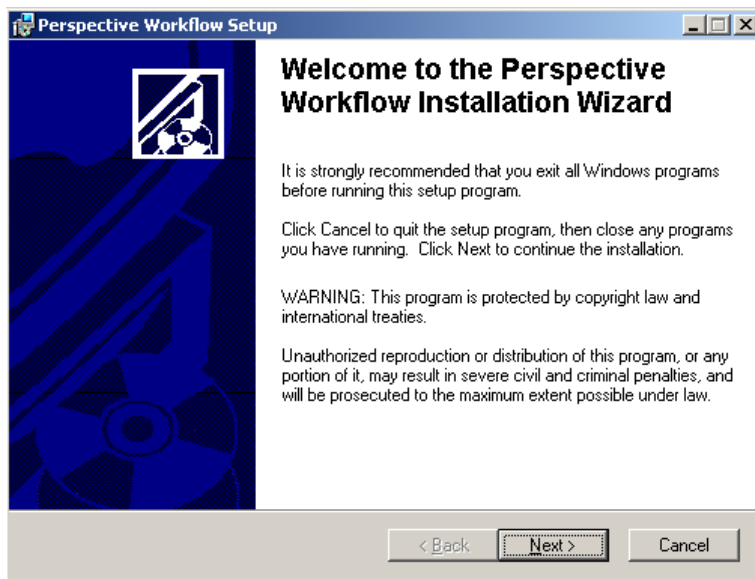 Perspective Workflow Setup
Welcome to the Perspective
Workflow Installation Wizard
It is strongly recommended that you exit all Windows programs
before running this setup program.
Click Cancel to quit the setup program, then close any programs
you have running.  Click Next to continue the installation.
WARNING: This program is protected by copyright law and
international treaties.
Unauthorized reproduction or distribution of this program, or any
portion of it, may result in severe civil and criminal penalties, and
will be prosecuted to the maximum extent possible under law.
< Back Next > Cancel